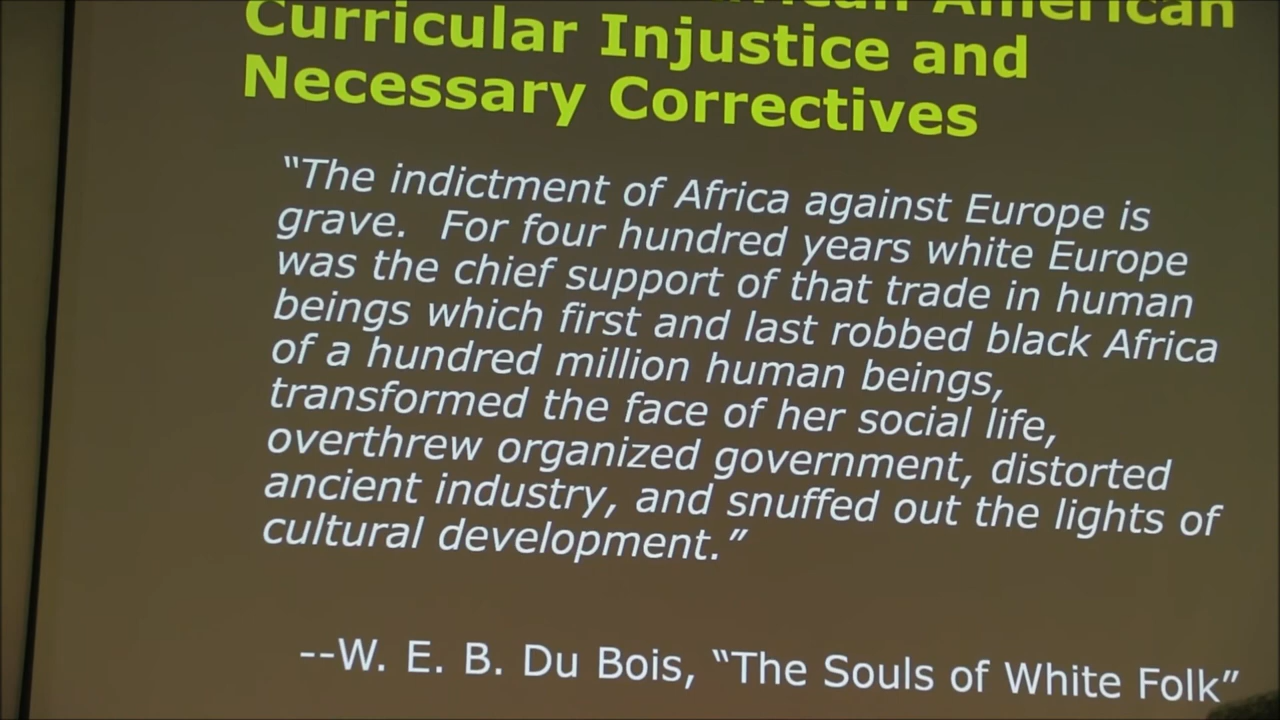 American
Curricular Injustice and
Necessary Correctives
“The indictment of Africa against Europe is
grave. For four hundred years white Europe
was the chief support of that trade in human
beings which first and last robbed black Africa
of a hundred million human beings,
transformed the face of her social life,
overthrew organized government, distorted
ancient industry, and snuffed out the lights of
cultural development.”
--W. E. B. Du Bois, “The Souls of White Folk”